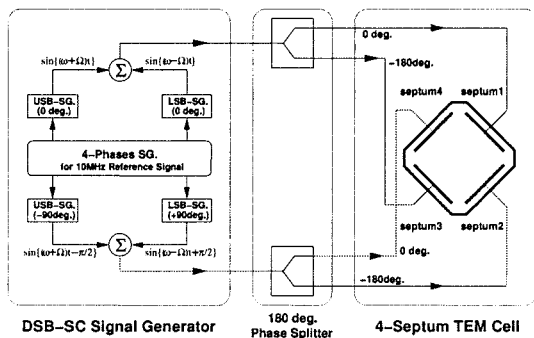 0 deg.
sin{(ω+Ω)t}
sin{(ω−Ω)t}
Σ
−180deg.
septum4
septum1
USB−SG.
(0 deg.)
LSB−SG.
(0 deg.)
4−Phases SG.
for 10MHz Reference Signal
USB−SG.
(−90deg.)
LSB−SG.
(+90deg.)
septum3
septum2
sin{(ω+Ω)t−π/2}
Σ
sin{(ω−Ω)t+π/2}
0 deg.
−180deg.
DSB−SC Signal Generator
180 deg.
Phase Splitter
4−Septum TEM Cell